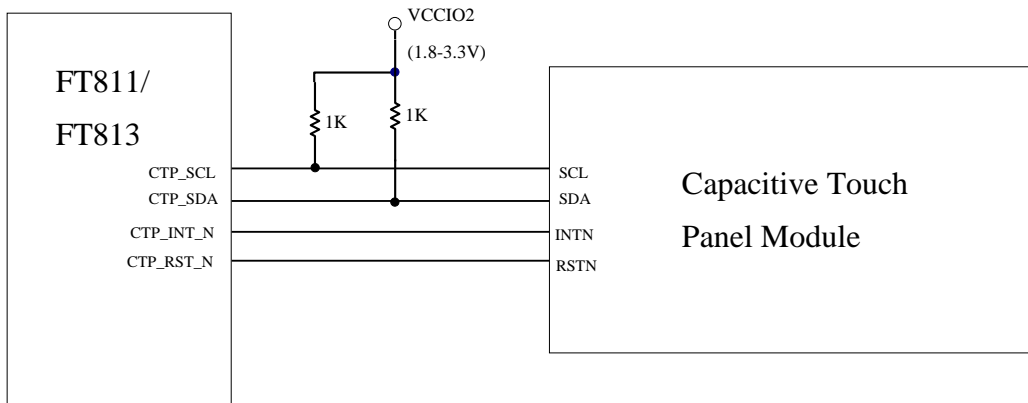 VCCIO2
(1.8-3.3V)
FT811/
FT813
1K
1K
CTP_SCL
CTP_SDA
CTP_INT_N
CTP_RST_N
SCL
SDA
INTN
RSTN
Capacitive Touch
Panel Module